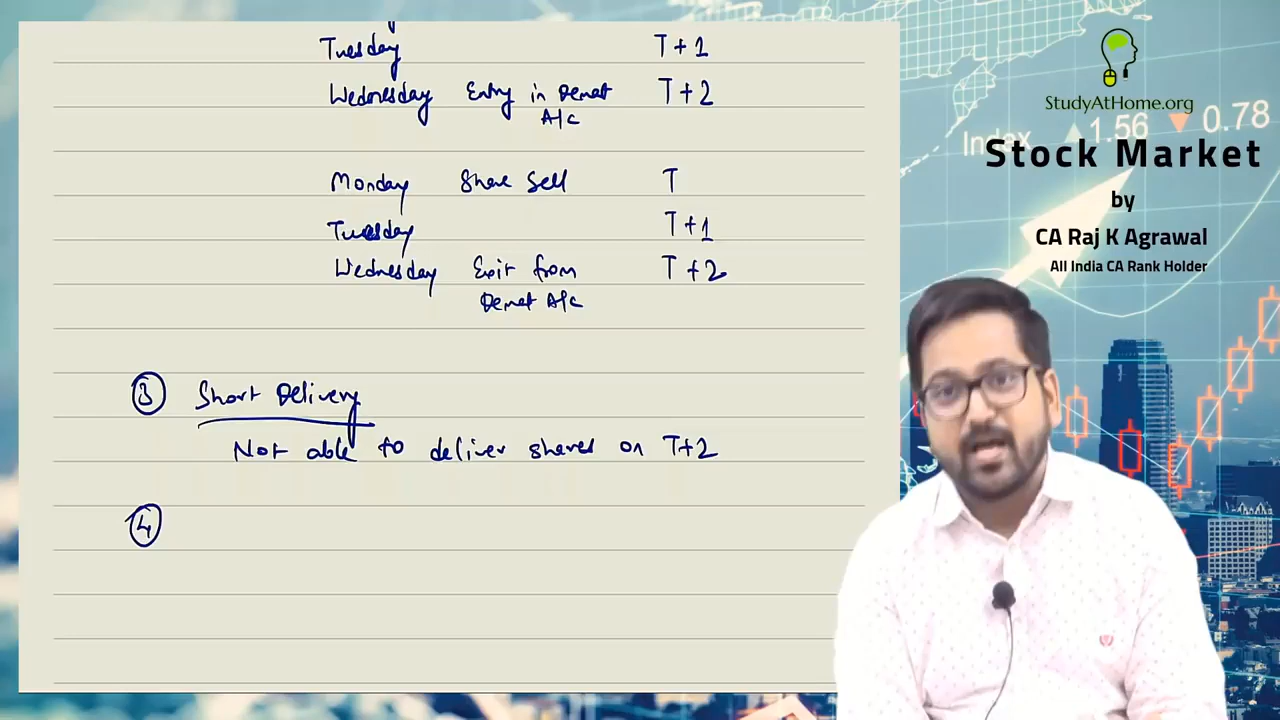 Tuesday T+1
Wednesday Entry in Demat T+2
A/c
Monday Share Sell T
Tuesday T+1
Wednesday Exit from T+2
Demat A/c
3 Short Delivery
Not able to deliver shares on T+2
4
StudyAtHome.org
Index 1.56 0.78
Stock Market
by
CA Raj K Agrawal
All India CA Rank Holder